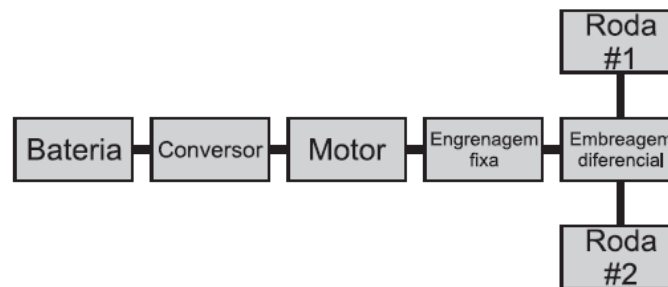 Roda
#1
Bateria
Conversor
Motor
Engrenagem
fixa
Embreagem
diferencial
Roda
#2